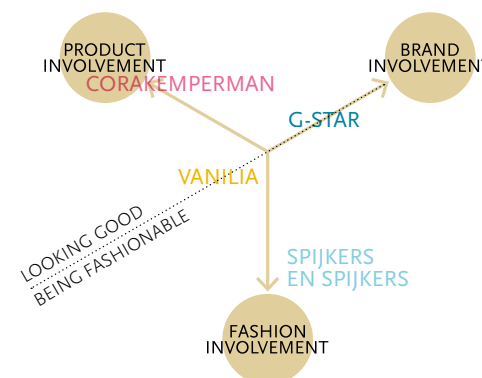 PRODUCT
INVOLVEMENT
BRAND
INVOLVEMENT
CORAKEMPERMAN
G-STAR
VANILIA
LOOKING GOOD
BEING FASHIONABLE
SPIJKERS
EN SPIJKERS
FASHION
INVOLVEMENT